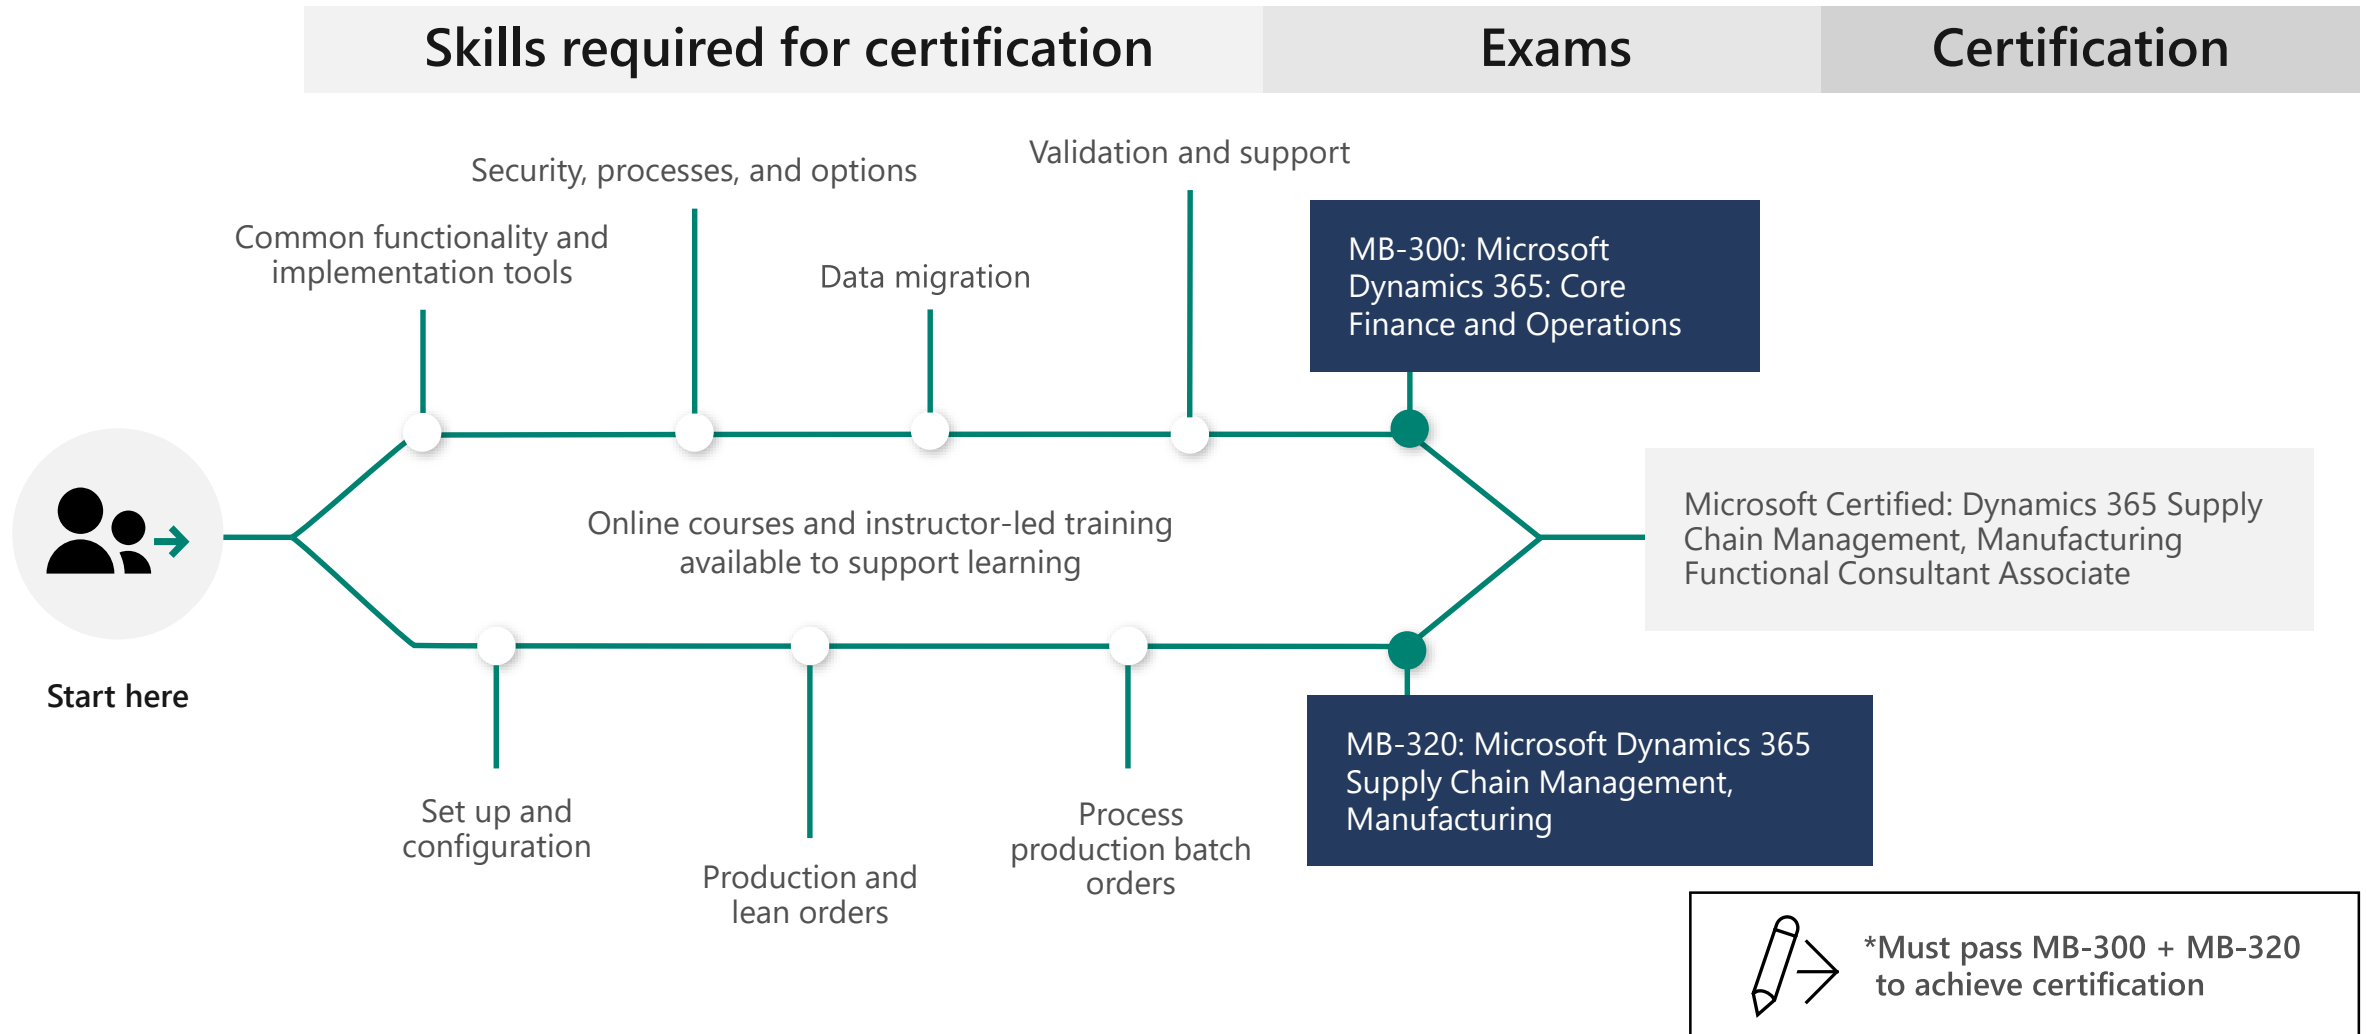 Skills required for certification
Exams
Certification
Security, processes, and options
Validation and support
Common functionality and
implementation tools
Data migration
MB-300: Microsoft
Dynamics 365: Core
Finance and Operations
Online courses and instructor-led training
available to support learning
Microsoft Certified: Dynamics 365 Supply
Chain Management, Manufacturing
Functional Consultant Associate
Start here
Set up and
configuration
Production and
lean orders
Process
production batch
orders
MB-320: Microsoft Dynamics 365
Supply Chain Management,
Manufacturing
*Must pass MB-300 + MB-320
to achieve certification